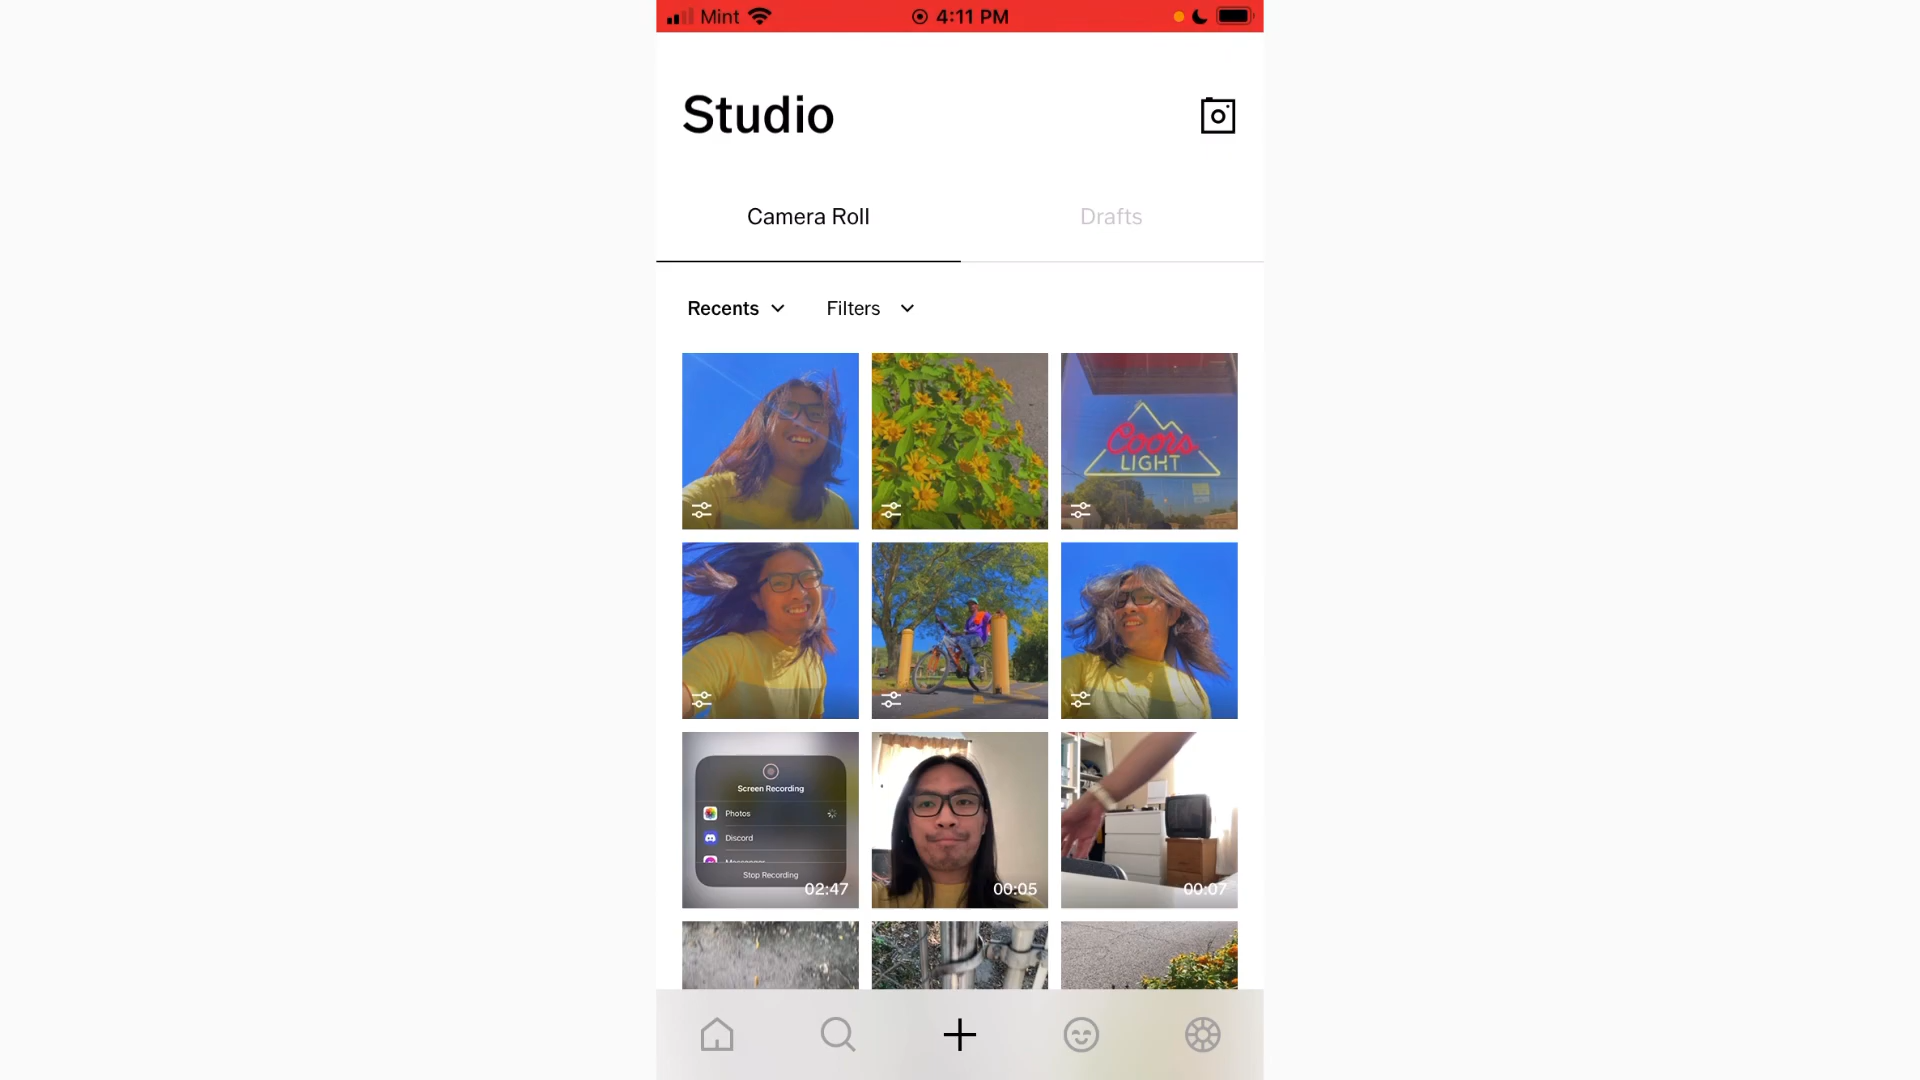 Mint 4:11 PM
Studio
Camera Roll Drafts
Recents Filters
Coors
LIGHT
Screen Recording
Photos
Discord
Stop Recording
02:47 00:05 00:07